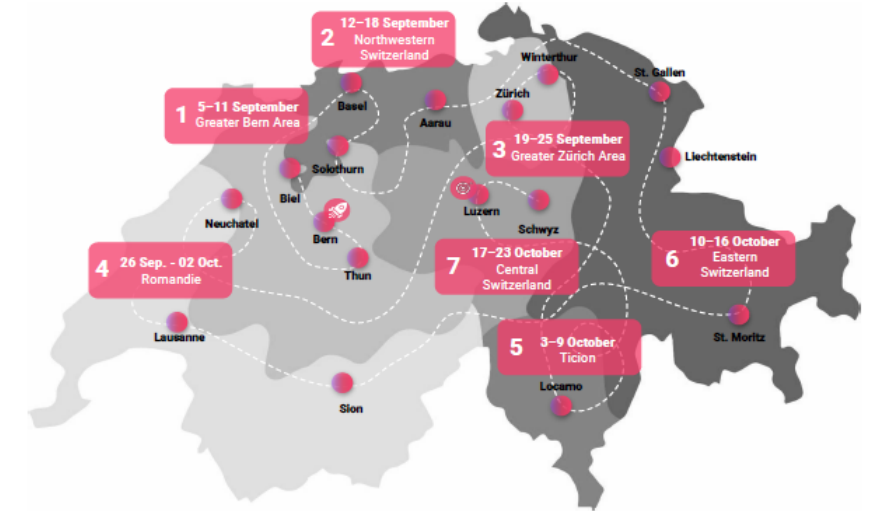 2
12–18 September
Northwestern
Switzerland
Winterthur
St. Gallen
1
5–11 September
Greater Bern Area
Basel
Zürich
Aarau
3
19–25 September
Greater Zürich Area
Liechtenstein
Solothurn
Biel
Luzern
Neuchatel
Bern
Schwyz
4
26 Sep. - 02 Oct.
Romandie
Thun
7
17–23 October
Central
Switzerland
6
10–16 October
Eastern
Switzerland
Lausanne
St. Moritz
5
3–9 October
Ticion
Locarno
Sion